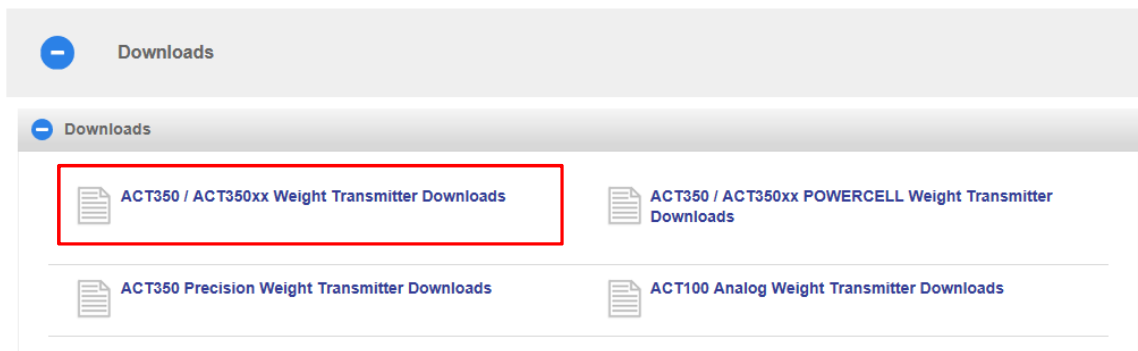 Downloads
Downloads
ACT350 / ACT350xx Weight Transmitter Downloads
ACT350 / ACT350xx POWERCELL Weight Transmitter
Downloads
ACT350 Precision Weight Transmitter Downloads
ACT100 Analog Weight Transmitter Downloads